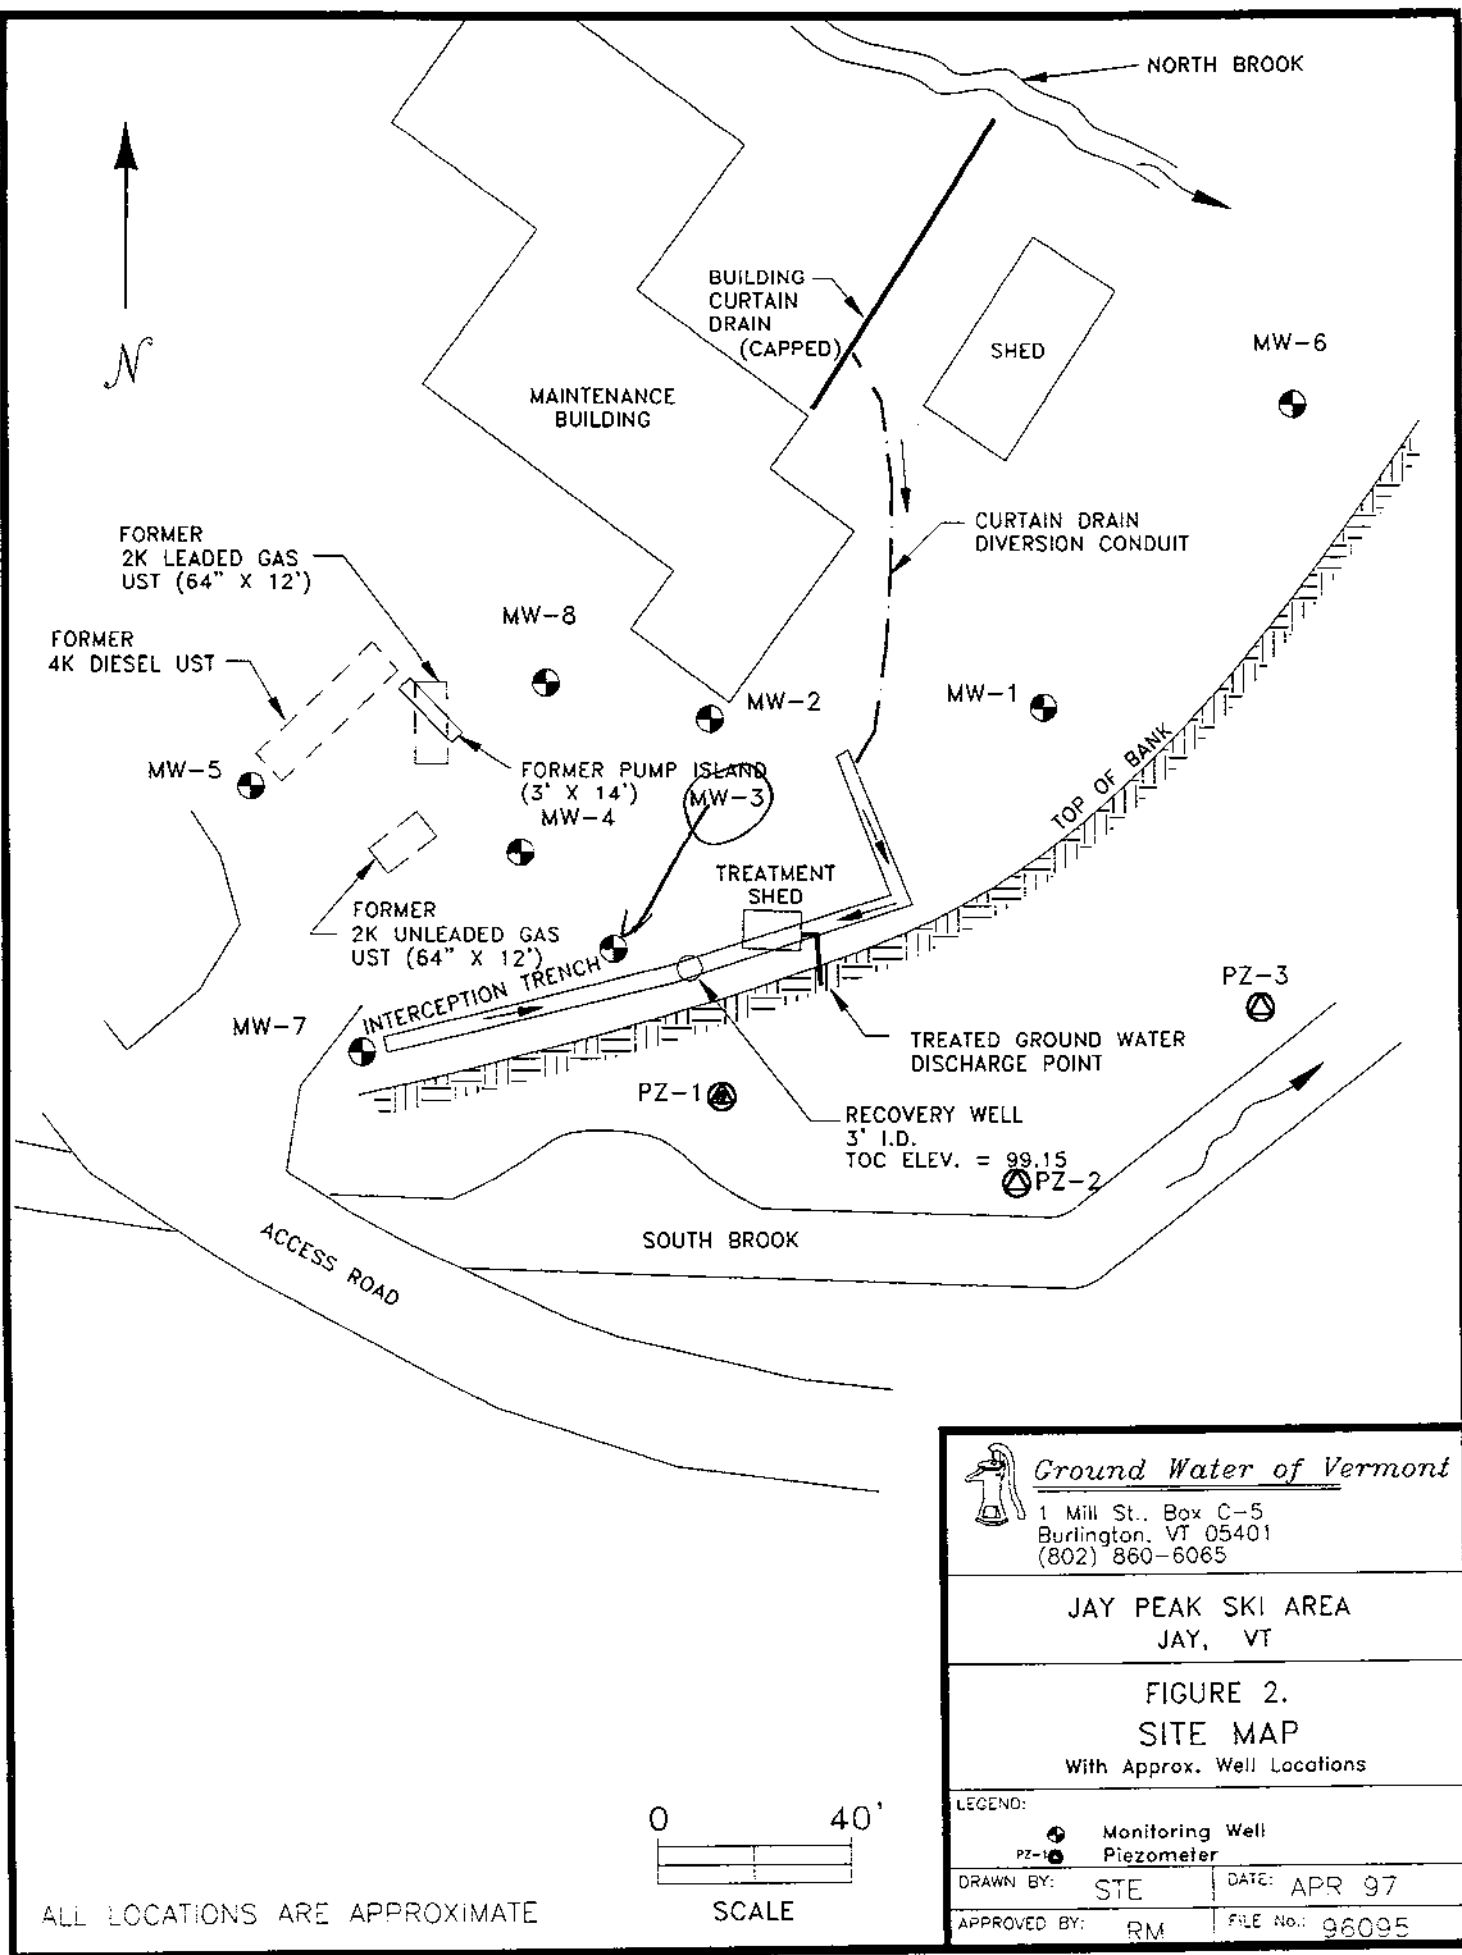 NORTH BROOK
N
BUILDING
CURTAIN
DRAIN
(CAPPED)
SHED
MW-6
MAINTENANCE
BUILDING
CURTAIN DRAIN
DIVERSION CONDUIT
FORMER
2K LEADED GAS
UST (64" X 12')
MW-8
FORMER
4K DIESEL UST
MW-2
MW-1
MW-5
FORMER PUMP ISLAND
(3' X 14')
MW-3
MW-4
TOP OF BANK
TREATMENT
SHED
FORMER
2K UNLEADED GAS
UST (64" X 12')
INTERCEPTION TRENCH
MW-7
PZ-3
TREATED GROUND WATER
DISCHARGE POINT
PZ-1
RECOVERY WELL
3' I.D.
TOC ELEV. = 99.15
PZ-2
SOUTH BROOK
ACCESS ROAD
Ground Water of Vermont
1 Mill St., Box C-5
Burlington, VT 05401
(802) 860-6065
JAY PEAK SKI AREA
JAY, VT
FIGURE 2.
SITE MAP
With Approx. Well Locations
LEGEND:
Monitoring Well
PZ-1 Piezometer
DRAWN BY: STE DATE: APR 97
APPROVED BY: RM FILE No.: 96095
0 40'
SCALE
ALL LOCATIONS ARE APPROXIMATE